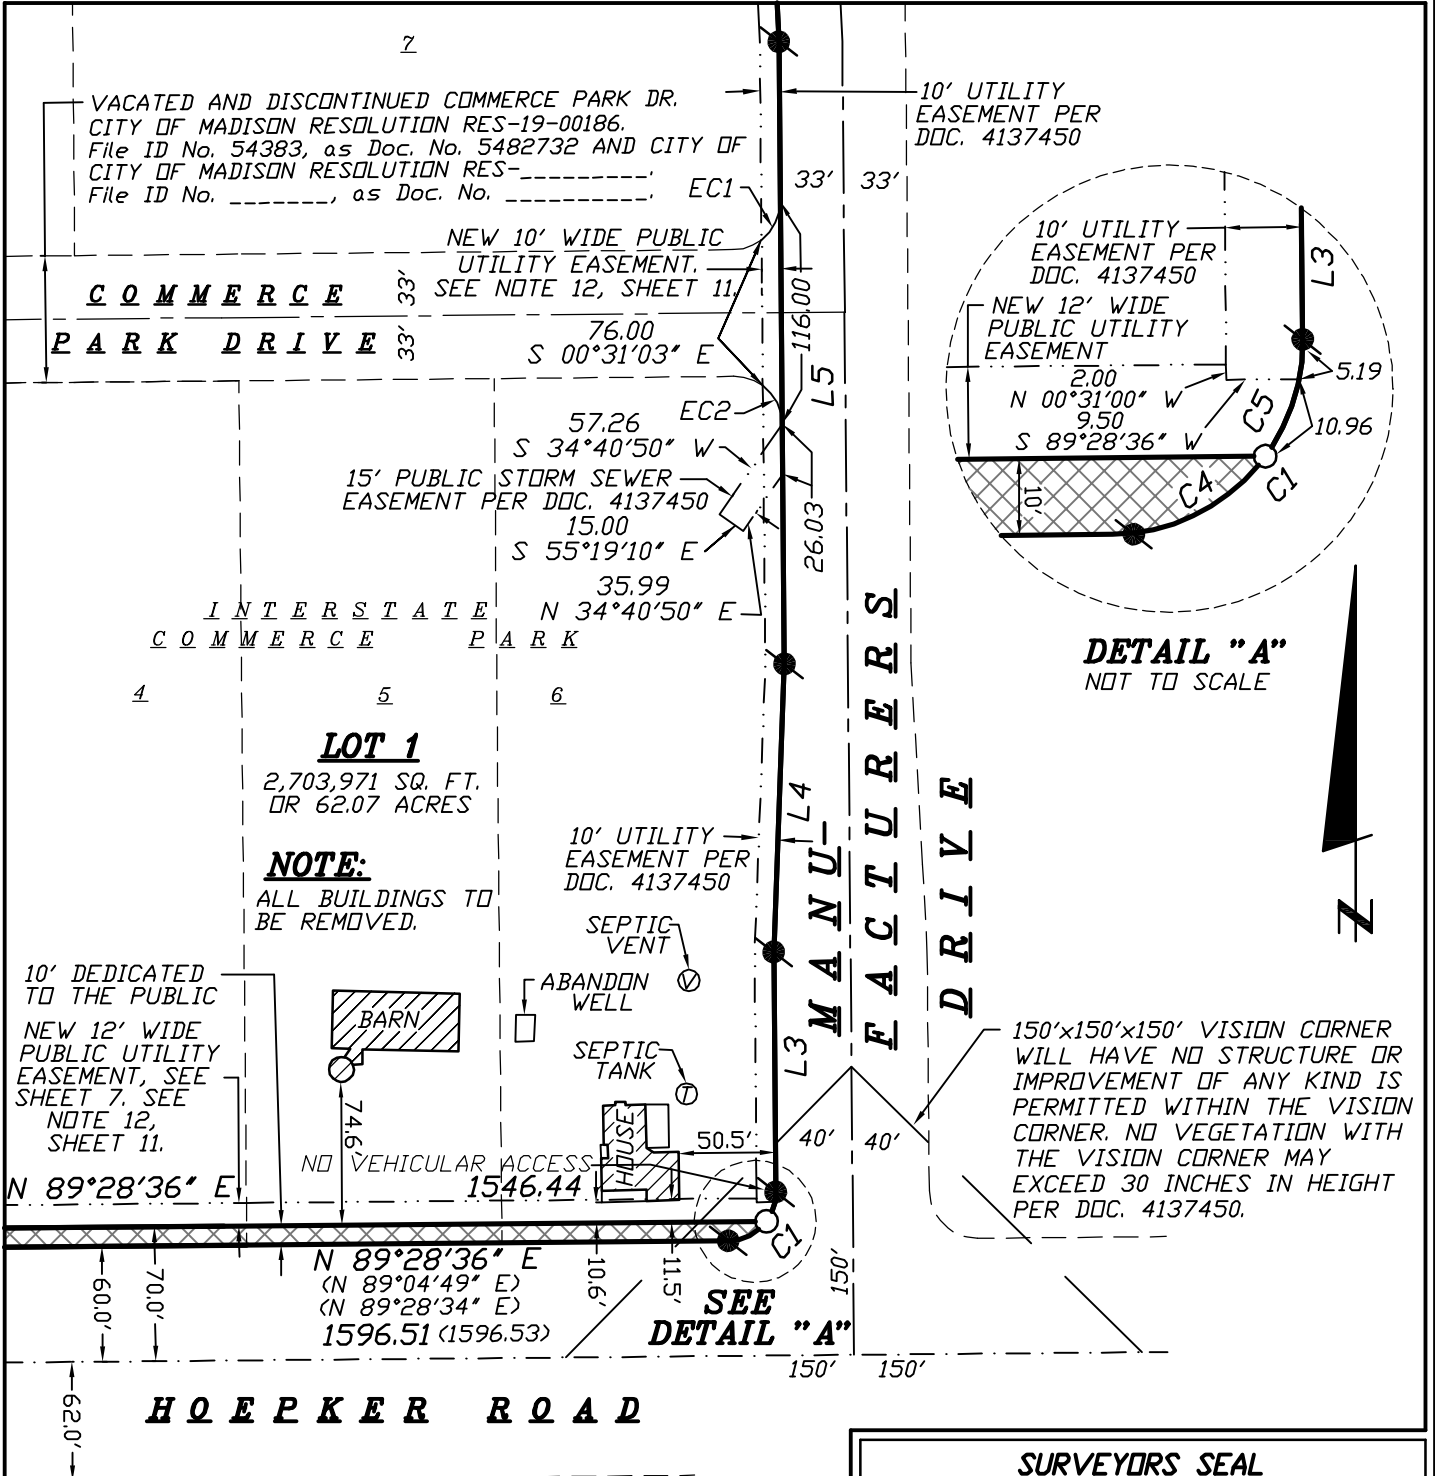 7
VACATED AND DISCONTINUED COMMERCE PARK DR.
CITY OF MADISON RESOLUTION RES-19-00186.
File ID No. 54383, as Doc. No. 5482732 AND CITY OF
CITY OF MADISON RESOLUTION RES-__________.
File ID No. _______, as Doc. No. ___________.
10' UTILITY
EASEMENT PER
DOC. 4137450
EC1
33'
33'
NEW 10' WIDE PUBLIC
UTILITY EASEMENT.
SEE NOTE 12, SHEET 11.
COMMERCE
PARK DRIVE
33'
33'
76.00
S 00°31'03" E
116.00
L5
EC2
57.26
S 34°40'50" W
15' PUBLIC STORM SEWER
EASEMENT PER DOC. 4137450
15.00
S 55°19'10" E
26.03
35.99
N 34°40'50" E
INTERSTATE
COMMERCE PARK
4
5
6
LOT 1
2,703,971 SQ. FT.
OR 62.07 ACRES
NOTE:
ALL BUILDINGS TO
BE REMOVED.
10' UTILITY
EASEMENT PER
DOC. 4137450
L4
MANU-
FACTURERS
DRIVE
10' UTILITY
EASEMENT PER
DOC. 4137450
L3
NEW 12' WIDE
PUBLIC UTILITY
EASEMENT
2.00
N 00°31'00" W
9.50
S 89°28'36" W
5.19
10.96
C5
C4
C1
10'
DETAIL "A"
NOT TO SCALE
N
SEPTIC
VENT
V
ABANDON
WELL
BARN
SEPTIC
TANK
T
HOUSE
L3
10' DEDICATED
TO THE PUBLIC
NEW 12' WIDE
PUBLIC UTILITY
EASEMENT, SEE
SHEET 7. SEE
NOTE 12,
SHEET 11.
74.6'
50.5'
40'
40'
150'x150'x150' VISION CORNER
WILL HAVE NO STRUCTURE OR
IMPROVEMENT OF ANY KIND IS
PERMITTED WITHIN THE VISION
CORNER. NO VEGETATION WITH
THE VISION CORNER MAY
EXCEED 30 INCHES IN HEIGHT
PER DOC. 4137450.
NO VEHICULAR ACCESS
N 89°28'36" E
1546.44
C1
N 89°28'36" E
(N 89°04'49" E)
(N 89°28'34" E)
1596.51 (1596.53)
60.0'
70.0'
10.6'
11.5'
150'
SEE
DETAIL "A"
150'
150'
62.0'
HOEPKER ROAD
SURVEYORS SEAL